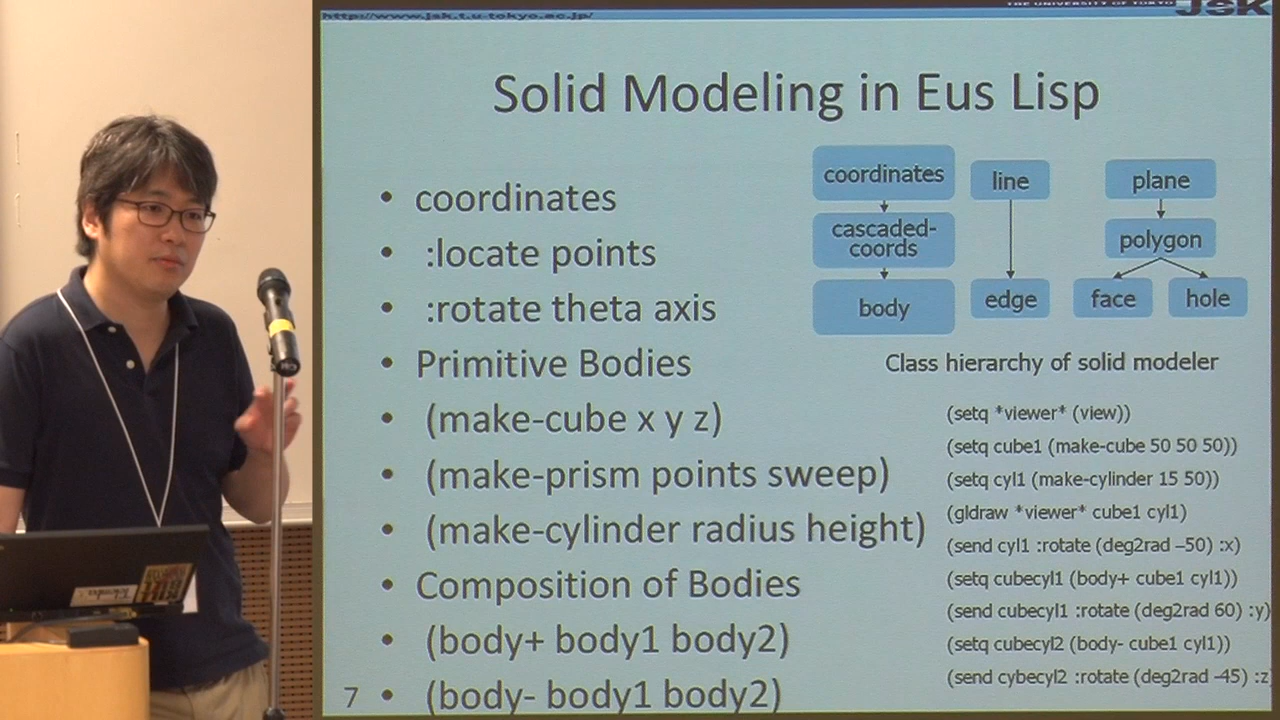 http://www.jsk.t.u-tokyo.ac.jp/
THE UNIVERSITY OF TOKYO JSK
Solid Modeling in Eus Lisp
• coordinates
• :locate points
• :rotate theta axis
• Primitive Bodies
• (make-cube x y z)
• (make-prism points sweep)
• (make-cylinder radius height)
• Composition of Bodies
• (body+ body1 body2)
• (body- body1 body2)
7
coordinates
line
plane
cascaded-
coords
polygon
body
edge
face
hole
Class hierarchy of solid modeler
(setq *viewer* (view))
(setq cube1 (make-cube 50 50 50))
(setq cyl1 (make-cylinder 15 50))
(gldraw *viewer* cube1 cyl1)
(send cyl1 :rotate (deg2rad –50) :x)
(setq cubecyl1 (body+ cube1 cyl1))
(send cubecyl1 :rotate (deg2rad 60) :y)
(setq cubecyl2 (body- cube1 cyl1))
(send cybecyl2 :rotate (deg2rad -45) :z